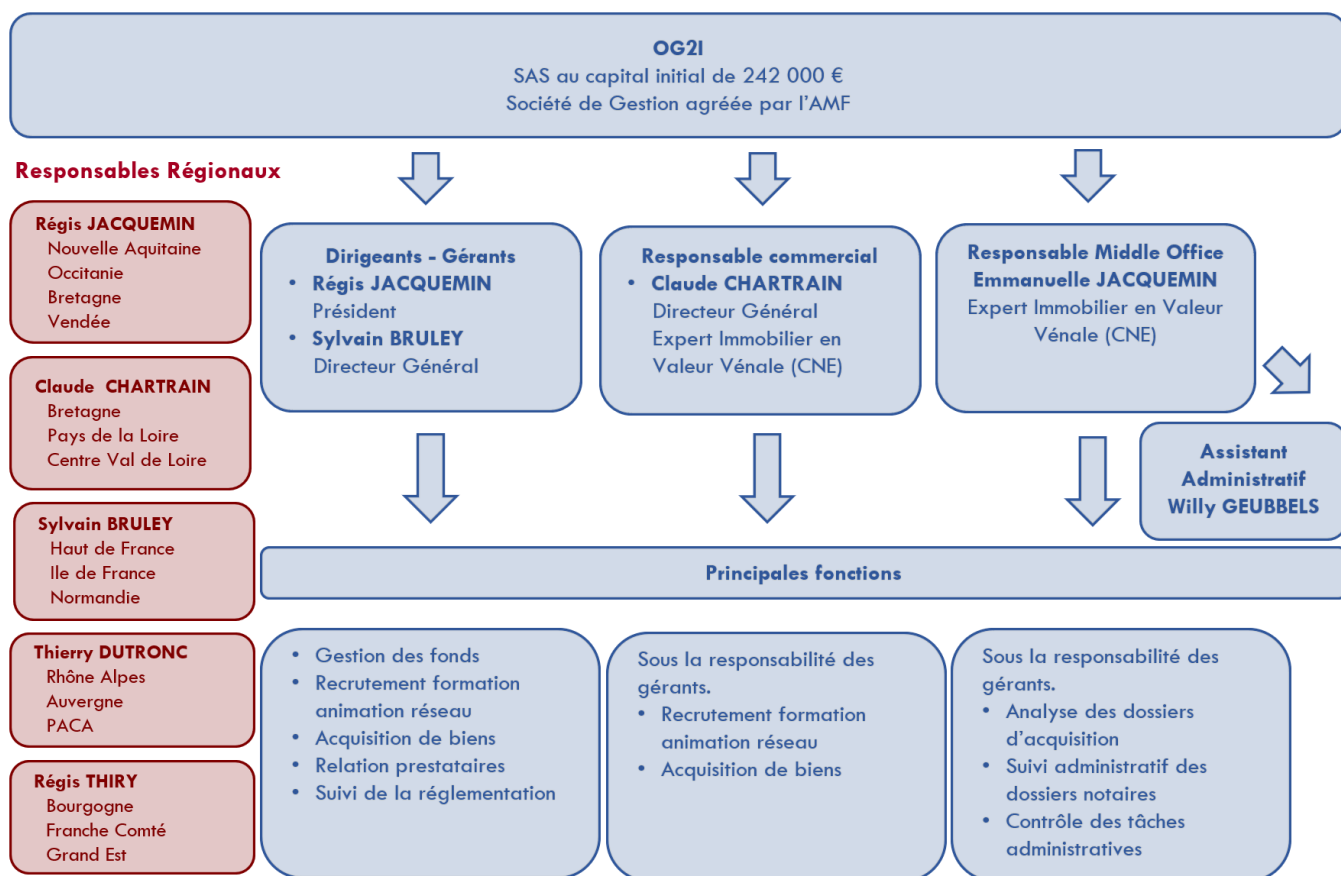 OG2I
SAS au capital initial de 242 000 €
Société de Gestion agréée par l'AMF
Responsables Régionaux
Régis JACQUEMIN
Nouvelle Aquitaine
Occitanie
Bretagne
Vendée
Claude CHARTRAIN
Bretagne
Pays de la Loire
Centre Val de Loire
Sylvain BRULEY
Haut de France
Ile de France
Normandie
Thierry DUTRONC
Rhône Alpes
Auvergne
PACA
Régis THIRY
Bourgogne
Franche Comté
Grand Est
Dirigeants - Gérants
• Régis JACQUEMIN
Président
• Sylvain BRULEY
Directeur Général
Responsable commercial
• Claude CHARTRAIN
Directeur Général
Expert Immobilier en
Valeur Vénale (CNE)
Responsable Middle Office
Emmanuelle JACQUEMIN
Expert Immobilier en Valeur
Vénale (CNE)
Assistant
Administratif
Willy GEUBBELS
Principales fonctions
• Gestion des fonds
• Recrutement formation
animation réseau
• Acquisition de biens
• Relation prestataires
• Suivi de la réglementation
Sous la responsabilité des
gérants.
• Recrutement formation
animation réseau
• Acquisition de biens
Sous la responsabilité des
gérants.
• Analyse des dossiers
d'acquisition
• Suivi administratif des
dossiers notaires
• Contrôle des tâches
administratives